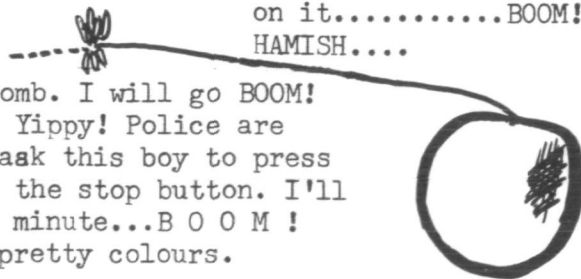 on it............BOOM!
HAMISH....
omb. I will go BOOM!
Yippy! Police are
ask this boy to press
the stop button. I'll
minute...B O O M !
pretty colours.